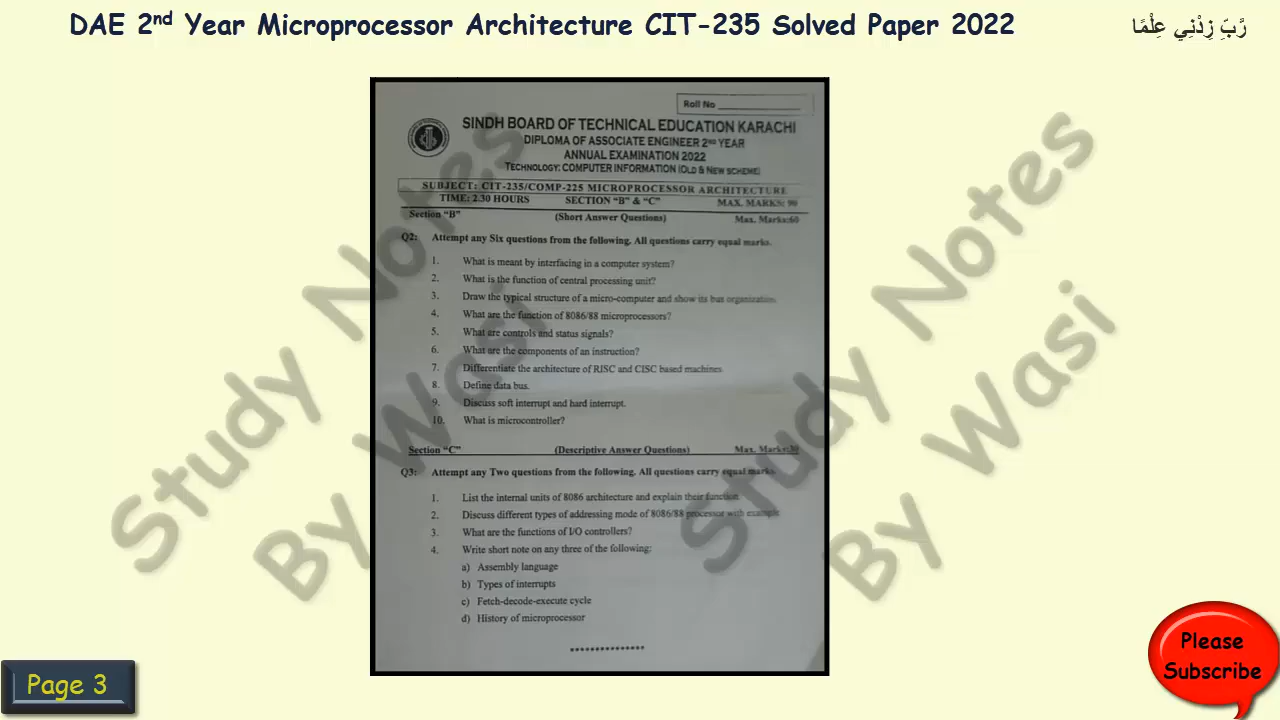 DAE 2nd Year Microprocessor Architecture CIT-235 Solved Paper 2022
رَّبِّ زِدْنِي عِلْمًا
Roll No ______________
SINDH BOARD OF TECHNICAL EDUCATION KARACHI
DIPLOMA OF ASSOCIATE ENGINEER 2ND YEAR
ANNUAL EXAMINATION 2022
TECHNOLOGY: COMPUTER INFORMATION (OLD & NEW SCHEME)
SUBJECT: CIT-235/COMP-225 MICROPROCESSOR ARCHITECTURE
TIME: 2.30 HOURS SECTION "B" & "C" MAX. MARKS: 90
Section "B" (Short Answer Questions) Max. Marks:60
Q2: Attempt any Six questions from the following. All questions carry equal marks.
1. What is meant by interfacing in a computer system?
2. What is the function of central processing unit?
3. Draw the typical structure of a micro-computer and show its bus organization.
4. What are the function of 8086/88 microprocessors?
5. What are controls and status signals?
6. What are the components of an instruction?
7. Differentiate the architecture of RISC and CISC based machines.
8. Define data bus.
9. Discuss soft interrupt and hard interrupt.
10. What is microcontroller?
Section "C" (Descriptive Answer Questions) Max. Marks:30
Q3: Attempt any Two questions from the following. All questions carry equal marks.
1. List the internal units of 8086 architecture and explain their function
2. Discuss different types of addressing mode of 8086/88 processor with example
3. What are the functions of I/O controllers?
4. Write short note on any three of the following:
a) Assembly language
b) Types of interrupts
c) Fetch-decode-execute cycle
d) History of microprocessor
***************
Study Notes
By Wasi
Study Notes
By Wasi
Page 3
Please
Subscribe